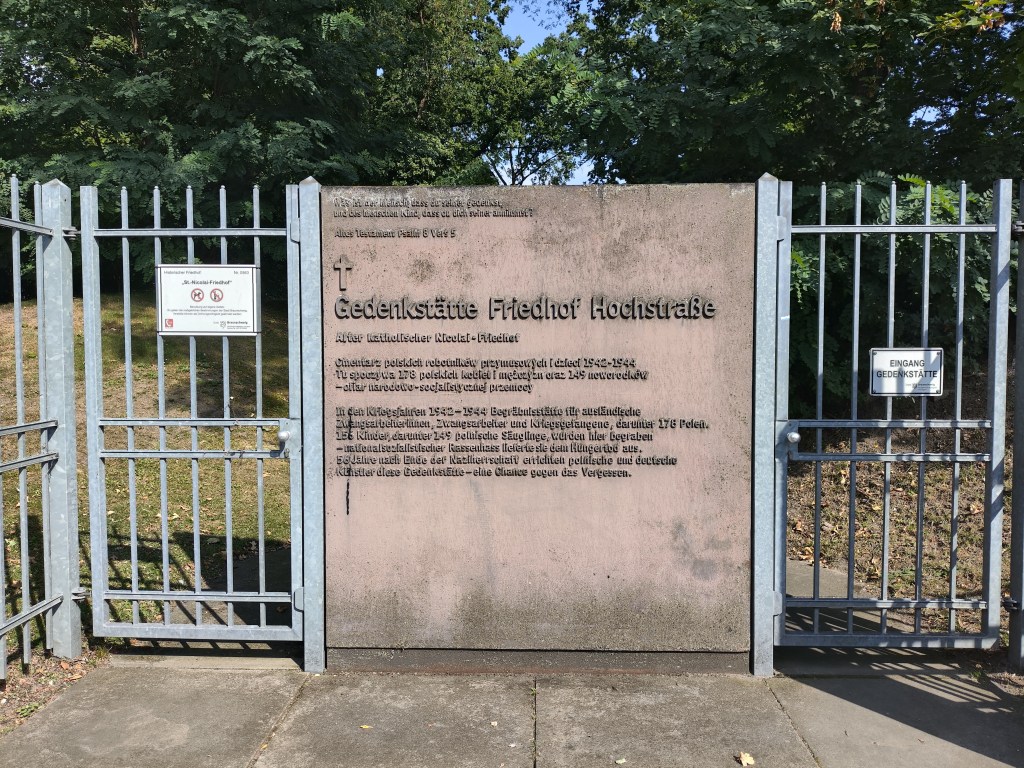 Was ist der Mensch, dass du seiner gedenkst,
und des Menschen Kind, dass du dich seiner annimmst?
Altes Testament Psalm 8 Vers 5
Gedenkstätte Friedhof Hochstraße
Alter katholischer Nicolai-Friedhof
Cmentarz polskich robotników przymusowych i dzieci 1942-1944
Tu spoczywa 178 polskich kobiet i mężczyzn oraz 149 noworodków
-ofiar narodowo-socjalistycznej przemocy
In den Kriegsjahren 1942-1944 Begräbnisstätte für ausländische
Zwangsarbeiterinnen, Zwangsarbeiter und Kriegsgefangene, darunter 178 Polen.
156 Kinder, darunter 149 polnische Säuglinge, wurden hier begraben
-nationalsozialistischer Rassenhass lieferte sie dem Hungertod aus.
56 Jahre nach Ende der Naziherrschaft errichten polnische und deutsche
Künstler diese Gedenkstätte-eine Chance gegen das Vergessen.
Historischer Friedhof
"St.-Nicolai-Friedhof"
Braunschweig
EINGANG
GEDENKSTÄTTE